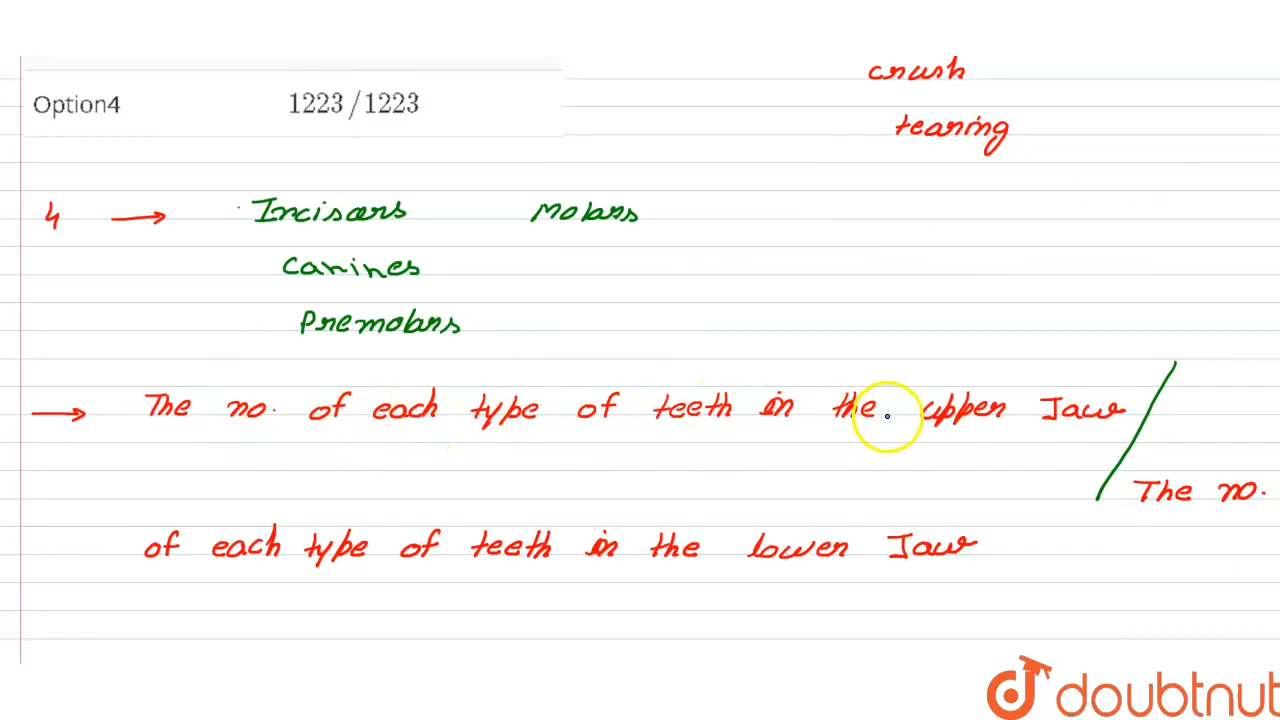 crush
Option4 1223/1223
tearing
4 → Incisors Molars
Canines
Premolars
→ The no. of each type of teeth in the upper Jaw /
The no.
of each type of teeth in the lower Jaw
doubtnut